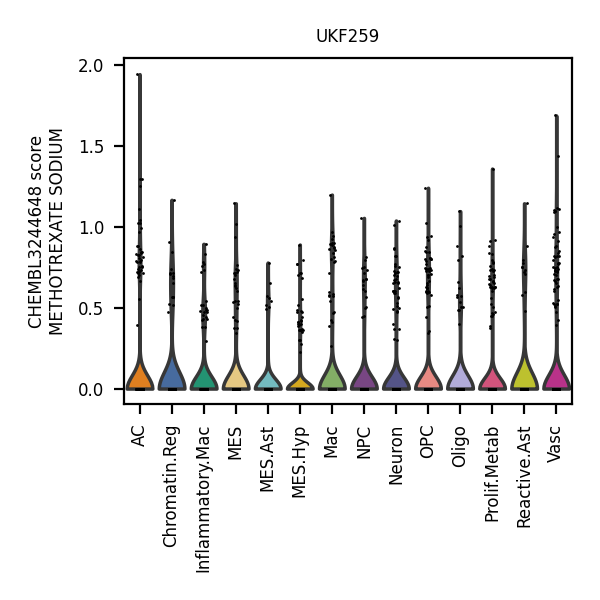 UKF259
CHEMBL3244648 score
METHOTREXATE SODIUM
2.0
1.5
1.0
0.5
0.0
AC
Chromatin.Reg
Inflammatory.Mac
MES
MES.Ast
MES.Hyp
Mac
NPC
Neuron
OPC
Oligo
Prolif.Metab
Reactive.Ast
Vasc